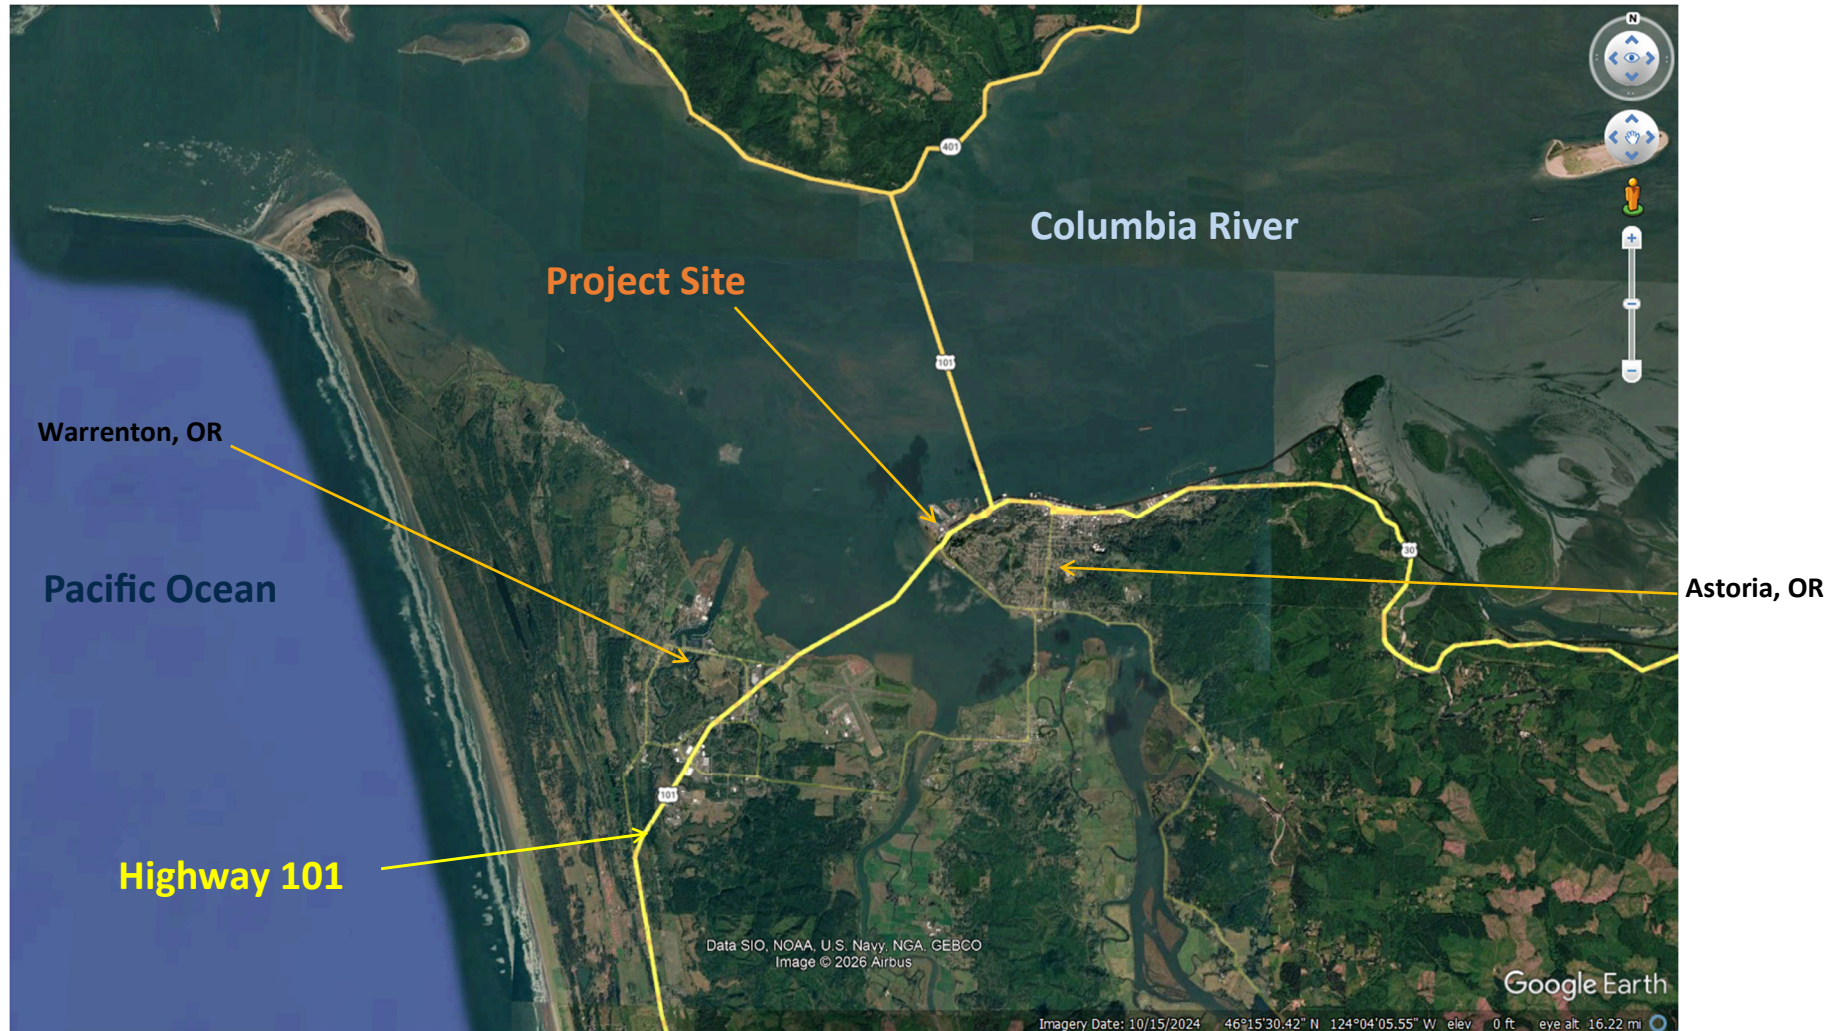 N
401
Columbia River
Project Site
101
Warrenton, OR
30
Pacific Ocean
Astoria, OR
101
Highway 101
Data SIO, NOAA, U.S. Navy, NGA, GEBCO
Image © 2026 Airbus
Google Earth
Imagery Date: 10/15/2024 46°15'30.42" N 124°04'05.55" W elev 0 ft eye alt 16.22 mi